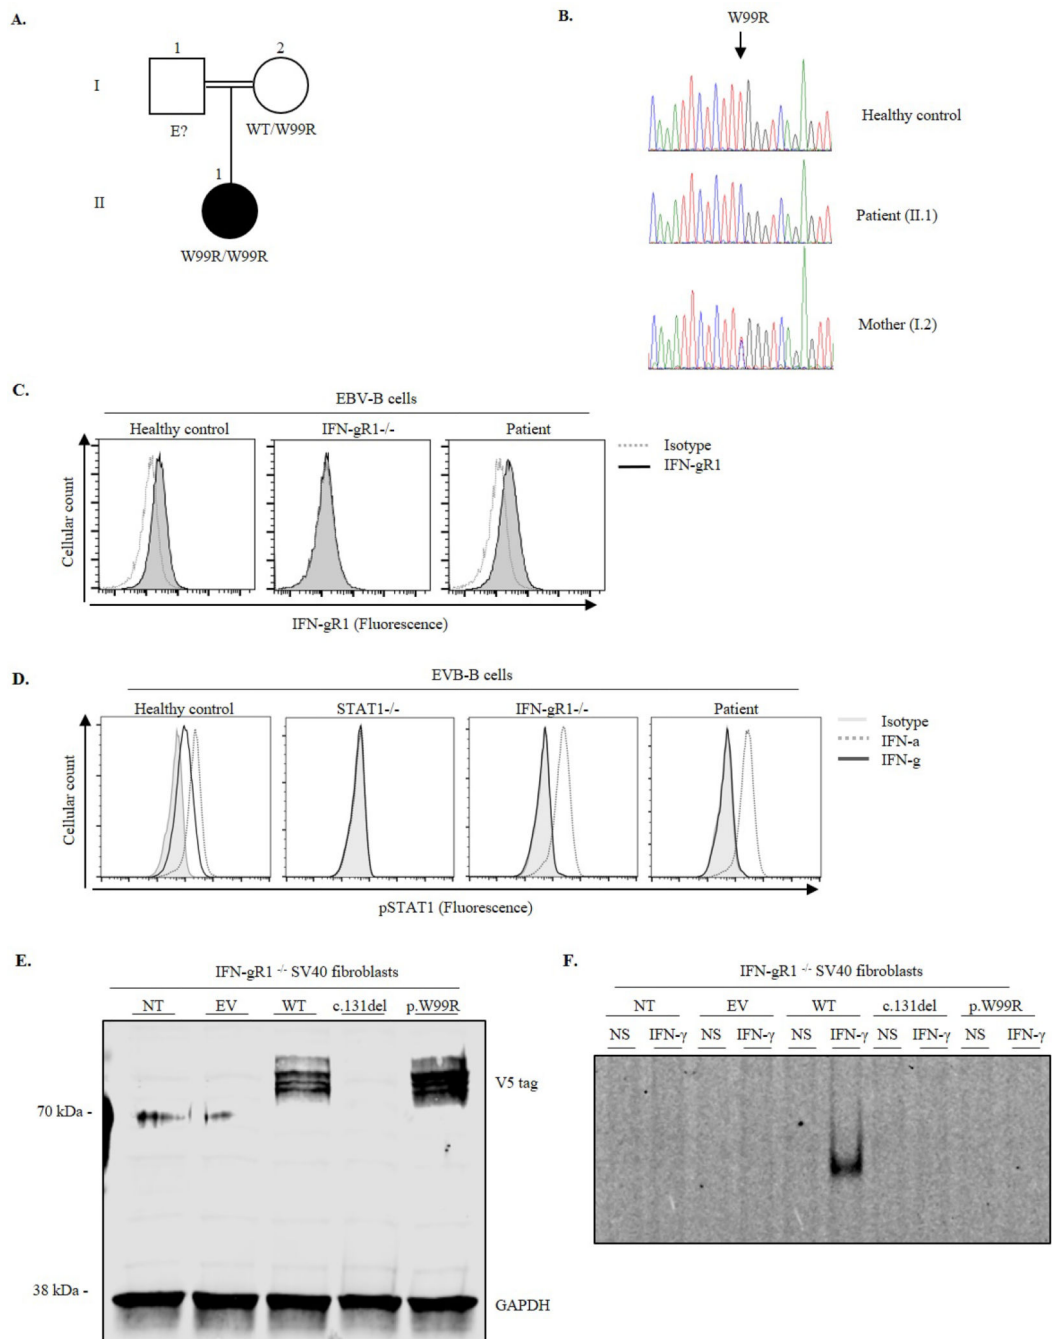 A.
1
2
I
E?
WT/W99R
1
II
W99R/W99R
B.
W99R
Healthy control
Patient (II.1)
Mother (I.2)
C.
EBV-B cells
Healthy control
IFN-gR1-/-
Patient
Isotype
IFN-gR1
Cellular count
IFN-gR1 (Fluorescence)
D.
EVB-B cells
Healthy control
STAT1-/-
IFN-gR1-/-
Patient
Isotype
IFN-a
IFN-g
Cellular count
pSTAT1 (Fluorescence)
E.
IFN-gR1 -/- SV40 fibroblasts
NT EV WT c.131del p.W99R
V5 tag
70 kDa -
38 kDa -
GAPDH
F.
IFN-gR1 -/- SV40 fibroblasts
NT EV WT c.131del p.W99R
NS IFN-γ NS IFN-γ NS IFN-γ NS IFN-γ NS IFN-γ